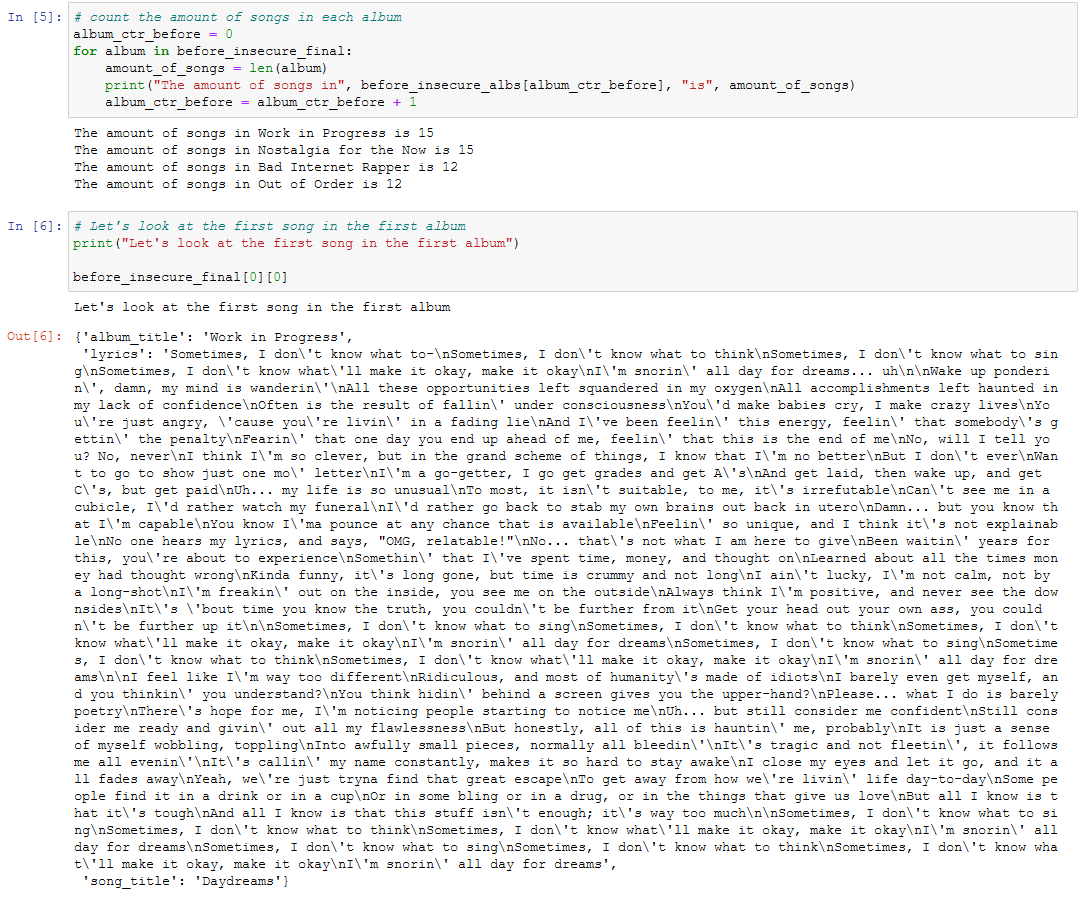 In [5]: # count the amount of songs in each album
album_ctr_before = 0
for album in before_insecure_final:
    amount_of_songs = len(album)
    print("The amount of songs in", before_insecure_albs[album_ctr_before], "is", amount_of_songs)
    album_ctr_before = album_ctr_before + 1
The amount of songs in Work in Progress is 15
The amount of songs in Nostalgia for the Now is 15
The amount of songs in Bad Internet Rapper is 12
The amount of songs in Out of Order is 12
In [6]: # Let's look at the first song in the first album
print("Let's look at the first song in the first album")
before_insecure_final[0][0]
Let's look at the first song in the first album
Out[6]: {'album_title': 'Work in Progress',
 'lyrics': 'Sometimes, I don\'t know what to-\nSometimes, I don\'t know what to think\nSometimes, I don\'t know what to sin
g\nSometimes, I don\'t know what\'ll make it okay, make it okay\nI\'m snorin\' all day for dreams... uh\n\nWake up ponderi
n\', damn, my mind is wanderin\'\nAll these opportunities left squandered in my oxygen\nAll accomplishments left haunted in
my lack of confidence\nOften is the result of fallin\' under consciousness\nYou\'d make babies cry, I make crazy lives\nYo
u\'re just angry, \'cause you\'re livin\' in a fading lie\nAnd I\'ve been feelin\' this energy, feelin\' that somebody\'s g
ettin\' the penalty\nFearin\' that one day you end up ahead of me, feelin\' that this is the end of me\nNo, will I tell yo
u? No, never\nI think I\'m so clever, but in the grand scheme of things, I know that I\'m no better\nBut I don\'t ever\nWan
t to go to show just one mo\' letter\nI\'m a go-getter, I go get grades and get A\'s\nAnd get laid, then wake up, and get
C\'s, but get paid\nUh... my life is so unusual\nTo most, it isn\'t suitable, to me, it\'s irrefutable\nCan\'t see me in a
cubicle, I\'d rather watch my funeral\nI\'d rather go back to stab my own brains out back in utero\nDamn... but you know th
at I\'m capable\nYou know I\'ma pounce at any chance that is available\nFeelin\' so unique, and I think it\'s not explainab
le\nNo one hears my lyrics, and says, "OMG, relatable!"\nNo... that\'s not what I am here to give\nBeen waitin\' years for
this, you\'re about to experience\nSomethin\' that I\'ve spent time, money, and thought on\nLearned about all the times mon
ey had thought wrong\nKinda funny, it\'s long gone, but time is crummy and not long\nI ain\'t lucky, I\'m not calm, not by
a long-shot\nI\'m freakin\' out on the inside, you see me on the outside\nAlways think I\'m positive, and never see the dow
nsides\nIt\'s \'bout time you know the truth, you couldn\'t be further from it\nGet your head out your own ass, you could
n\'t be further up it\n\nSometimes, I don\'t know what to sing\nSometimes, I don\'t know what to think\nSometimes, I don\'t
know what\'ll make it okay, make it okay\nI\'m snorin\' all day for dreams\nSometimes, I don\'t know what to sing\nSometime
s, I don\'t know what to think\nSometimes, I don\'t know what\'ll make it okay, make it okay\nI\'m snorin\' all day for dre
ams\n\nI feel like I\'m way too different\nRidiculous, and most of humanity\'s made of idiots\nI barely even get myself, an
d you thinkin\' you understand?\nYou think hidin\' behind a screen gives you the upper-hand?\nPlease... what I do is barely
poetry\nThere\'s hope for me, I\'m noticing people starting to notice me\nUh... but still consider me confident\nStill cons
ider me ready and givin\' out all my flawlessness\nBut honestly, all of this is hauntin\' me, probably\nIt is just a sense
of myself wobbling, toppling\nInto awfully small pieces, normally all bleedin\'\nIt\'s tragic and not fleetin\', it follows
me all evenin\'\nIt\'s callin\' my name constantly, makes it so hard to stay awake\nI close my eyes and let it go, and it a
ll fades away\nYeah, we\'re just tryna find that great escape\nTo get away from how we\'re livin\' life day-to-day\nSome pe
ople find it in a drink or in a cup\nOr in some bling or in a drug, or in the things that give us love\nBut all I know is t
hat it\'s tough\nAnd all I know is that this stuff isn\'t enough; it\'s way too much\n\nSometimes, I don\'t know what to si
ng\nSometimes, I don\'t know what to think\nSometimes, I don\'t know what\'ll make it okay, make it okay\nI\'m snorin\' all
day for dreams\nSometimes, I don\'t know what to sing\nSometimes, I don\'t know what to think\nSometimes, I don\'t know wha
t\'ll make it okay, make it okay\nI\'m snorin\' all day for dreams',
 'song_title': 'Daydreams'}